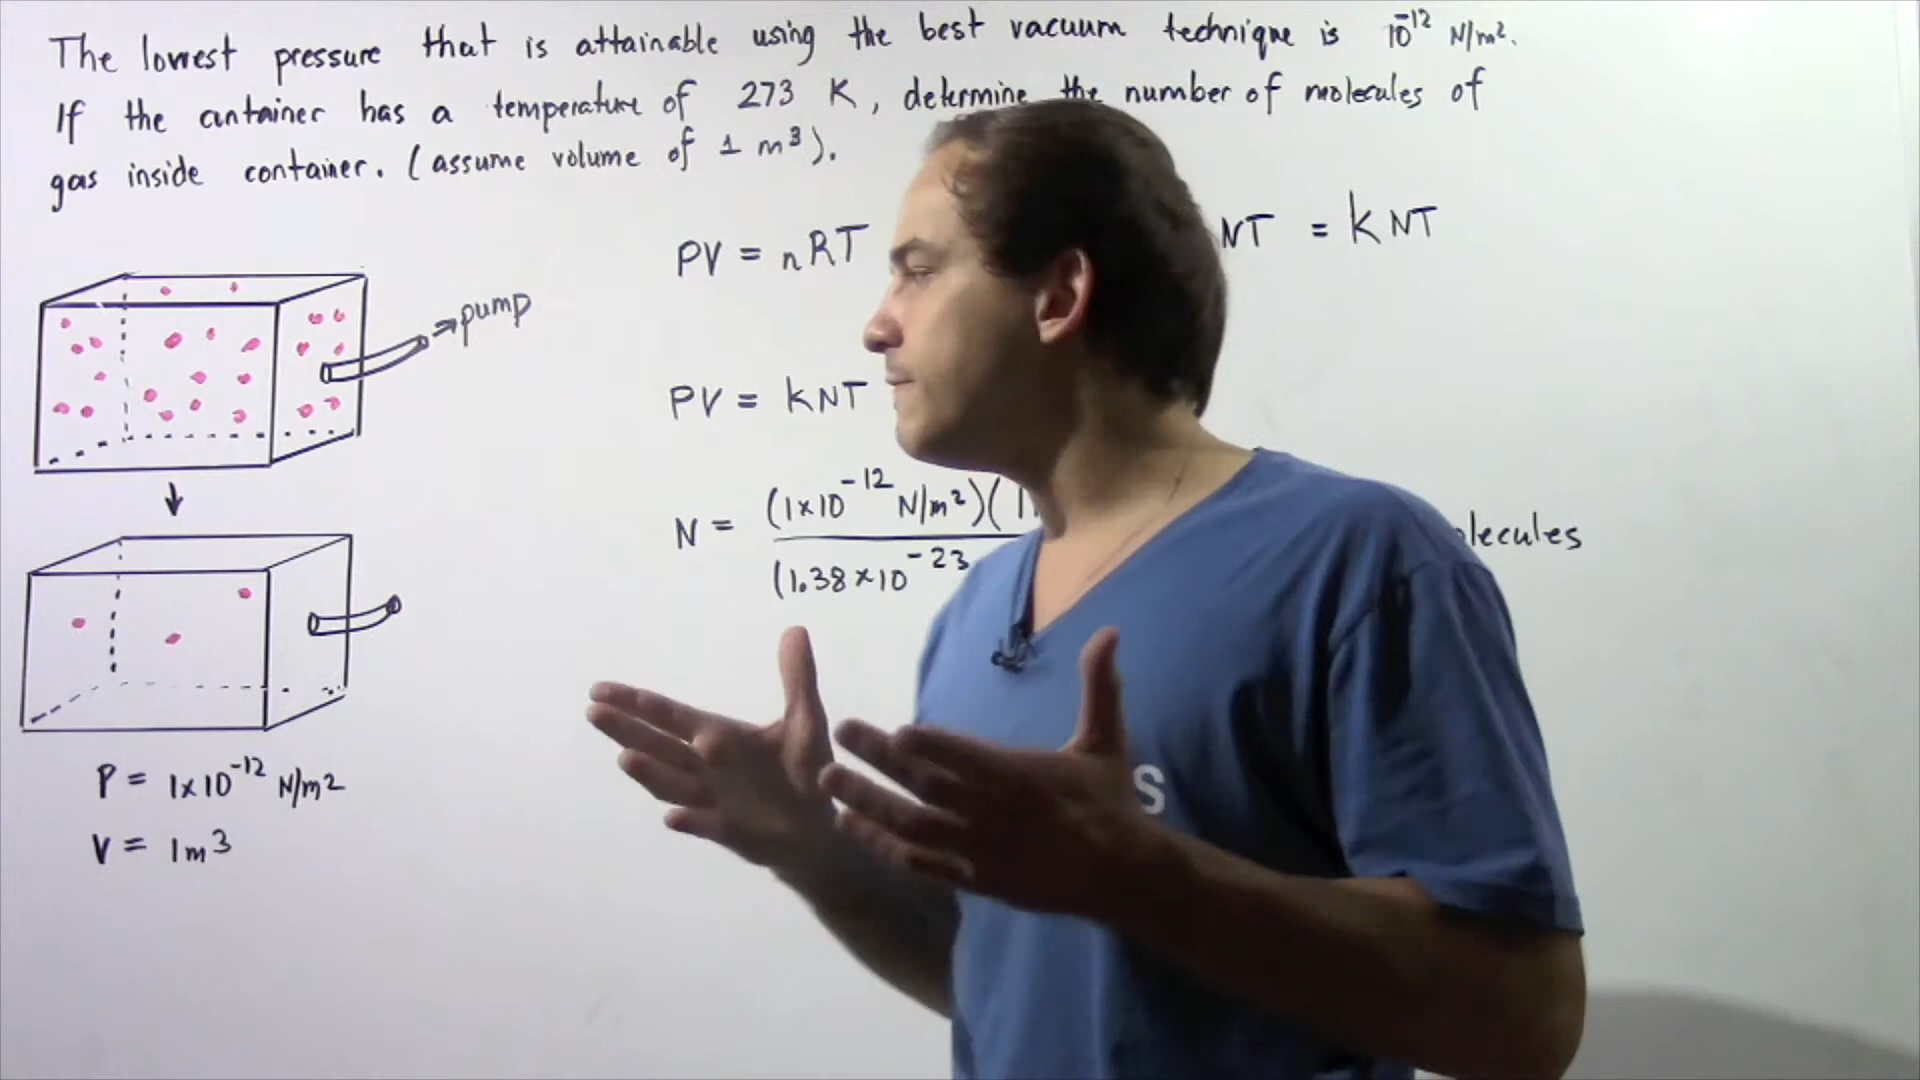 The lowest pressure that is attainable using the best vacuum technique is 10⁻¹² N/m².
If the container has a temperature of 273 K, determine the number of molecules of
gas inside container. (assume volume of 1 m³).
PV = nRT NT = kNT
pump
PV = kNT
N = (1×10⁻¹² N/m²)(1
(1.38×10⁻²³
lecules
P = 1×10⁻¹² N/m²
V = 1m³
S